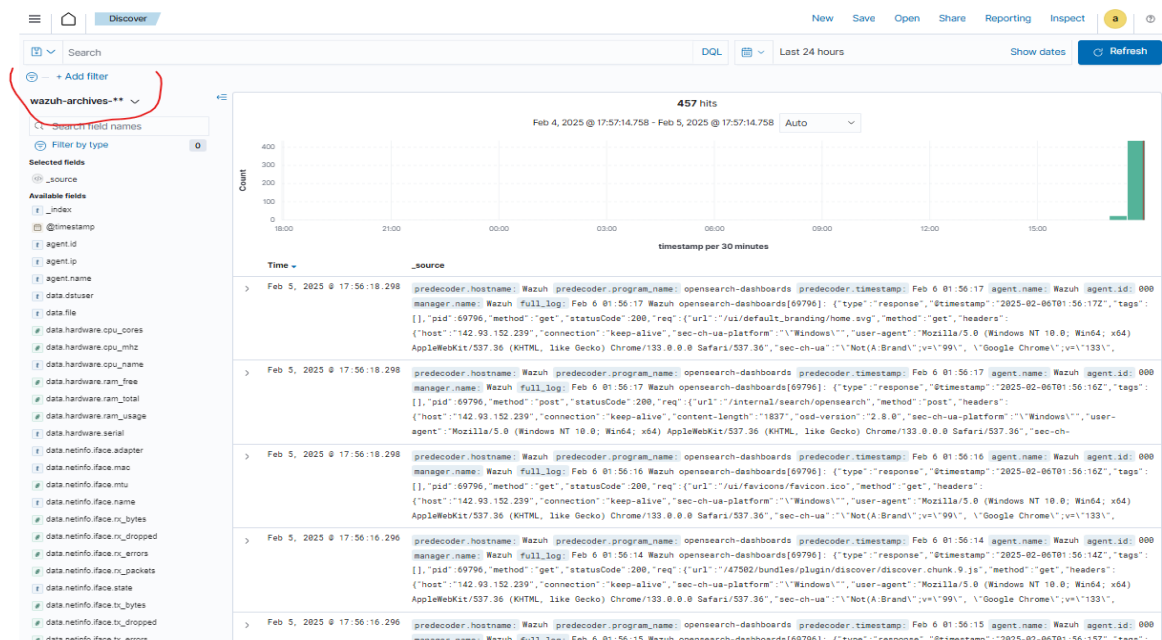 Discover
New Save Open Share Reporting Inspect a
Search
DQL
Last 24 hours
Show dates
Refresh
+ Add filter
wazuh-archives-**
Search field names
Filter by type 0
Selected fields
_source
Available fields
t _index
@timestamp
t agent.id
t agent.ip
t agent.name
t data.dstuser
t data.file
# data.hardware.cpu_cores
# data.hardware.cpu_mhz
t data.hardware.cpu_name
# data.hardware.ram_free
# data.hardware.ram_total
# data.hardware.ram_usage
t data.hardware.serial
t data.netinfo.iface.adapter
t data.netinfo.iface.mac
# data.netinfo.iface.mtu
t data.netinfo.iface.name
# data.netinfo.iface.rx_bytes
# data.netinfo.iface.rx_dropped
# data.netinfo.iface.rx_errors
# data.netinfo.iface.rx_packets
t data.netinfo.iface.state
# data.netinfo.iface.tx_bytes
# data.netinfo.iface.tx_dropped
# data.netinfo.iface.tx_errors
457 hits
Feb 4, 2025 @ 17:57:14.758 - Feb 5, 2025 @ 17:57:14.758 Auto
Count
400
300
200
100
0
18:00 21:00 00:00 03:00 06:00 09:00 12:00 15:00
timestamp per 30 minutes
Time _source
Feb 5, 2025 @ 17:56:18.298 predecoder.hostname: Wazuh predecoder.program_name: opensearch-dashboards predecoder.timestamp: Feb 6 01:56:17 agent.name: Wazuh agent.id: 000
manager.name: Wazuh full_log: Feb 6 01:56:17 Wazuh opensearch-dashboards[69796]: {"type":"response","@timestamp":"2025-02-06T01:56:17Z","tags":
[],"pid":69796,"method":"get","statusCode":200,"req":{"url":"/ui/default_branding/home.svg","method":"get","headers":
{"host":"142.93.152.239","connection":"keep-alive","sec-ch-ua-platform":"\"Windows\"","user-agent":"Mozilla/5.0 (Windows NT 10.0; Win64; x64)
AppleWebKit/537.36 (KHTML, like Gecko) Chrome/133.0.0.0 Safari/537.36","sec-ch-ua":"\"Not(A:Brand\";v=\"99\", \"Google Chrome\";v=\"133\",
Feb 5, 2025 @ 17:56:18.298 predecoder.hostname: Wazuh predecoder.program_name: opensearch-dashboards predecoder.timestamp: Feb 6 01:56:17 agent.name: Wazuh agent.id: 000
manager.name: Wazuh full_log: Feb 6 01:56:17 Wazuh opensearch-dashboards[69796]: {"type":"response","@timestamp":"2025-02-06T01:56:16Z","tags":
[],"pid":69796,"method":"post","statusCode":200,"req":{"url":"/internal/search/opensearch","method":"post","headers":
{"host":"142.93.152.239","connection":"keep-alive","content-length":"1837","osd-version":"2.8.0","sec-ch-ua-platform":"\"Windows\"","user-
agent":"Mozilla/5.0 (Windows NT 10.0; Win64; x64) AppleWebKit/537.36 (KHTML, like Gecko) Chrome/133.0.0.0 Safari/537.36","sec-ch-
Feb 5, 2025 @ 17:56:18.298 predecoder.hostname: Wazuh predecoder.program_name: opensearch-dashboards predecoder.timestamp: Feb 6 01:56:16 agent.name: Wazuh agent.id: 000
manager.name: Wazuh full_log: Feb 6 01:56:16 Wazuh opensearch-dashboards[69796]: {"type":"response","@timestamp":"2025-02-06T01:56:16Z","tags":
[],"pid":69796,"method":"get","statusCode":200,"req":{"url":"/ui/favicons/favicon.ico","method":"get","headers":
{"host":"142.93.152.239","connection":"keep-alive","sec-ch-ua-platform":"\"Windows\"","user-agent":"Mozilla/5.0 (Windows NT 10.0; Win64; x64)
AppleWebKit/537.36 (KHTML, like Gecko) Chrome/133.0.0.0 Safari/537.36","sec-ch-ua":"\"Not(A:Brand\";v=\"99\", \"Google Chrome\";v=\"133\",
Feb 5, 2025 @ 17:56:16.296 predecoder.hostname: Wazuh predecoder.program_name: opensearch-dashboards predecoder.timestamp: Feb 6 01:56:14 agent.name: Wazuh agent.id: 000
manager.name: Wazuh full_log: Feb 6 01:56:14 Wazuh opensearch-dashboards[69796]: {"type":"response","@timestamp":"2025-02-06T01:56:14Z","tags":
[],"pid":69796,"method":"get","statusCode":200,"req":{"url":"/47502/bundles/plugin/discover/discover.chunk.9.js","method":"get","headers":
{"host":"142.93.152.239","connection":"keep-alive","sec-ch-ua-platform":"\"Windows\"","user-agent":"Mozilla/5.0 (Windows NT 10.0; Win64; x64)
AppleWebKit/537.36 (KHTML, like Gecko) Chrome/133.0.0.0 Safari/537.36","sec-ch-ua":"\"Not(A:Brand\";v=\"99\", \"Google Chrome\";v=\"133\",
Feb 5, 2025 @ 17:56:16.296 predecoder.hostname: Wazuh predecoder.program_name: opensearch-dashboards predecoder.timestamp: Feb 6 01:56:15 agent.name: Wazuh agent.id: 000